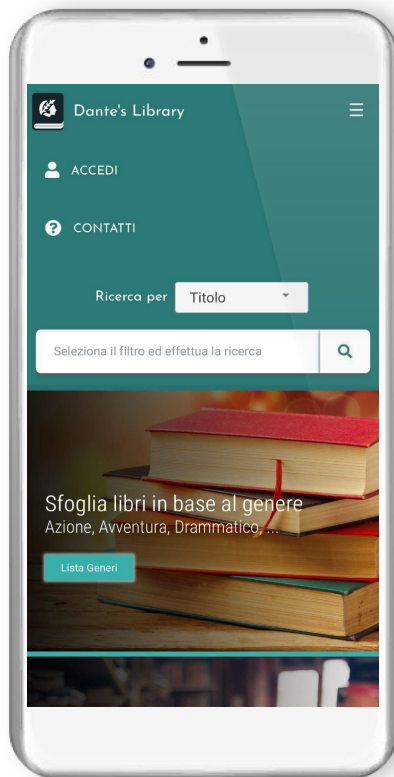 Dante's Library
ACCEDI
CONTATTI
Ricerca per Titolo
Seleziona il filtro ed effettua la ricerca
Sfoglia libri in base al genere
Azione, Avventura, Drammatico, ...
Lista Generi